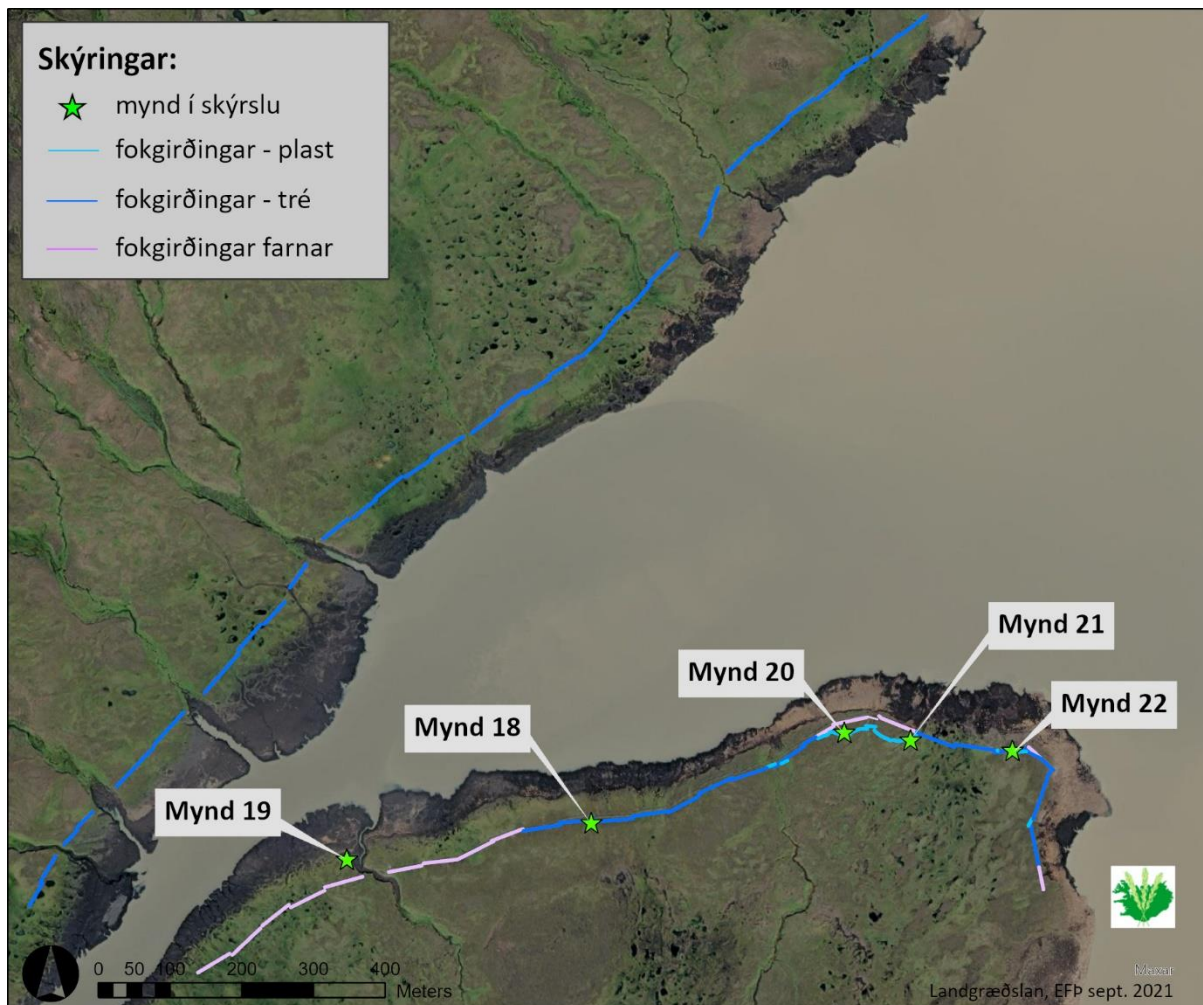 Skýringar:
mynd í skýrslu
fokgirðingar - plast
fokgirðingar - tré
fokgirðingar farnar
Mynd 21
Mynd 20
Mynd 22
Mynd 18
Mynd 19
0 50 100 200 300 400
Meters
Maxar
Landgræðslan, EFÞ sept. 2021